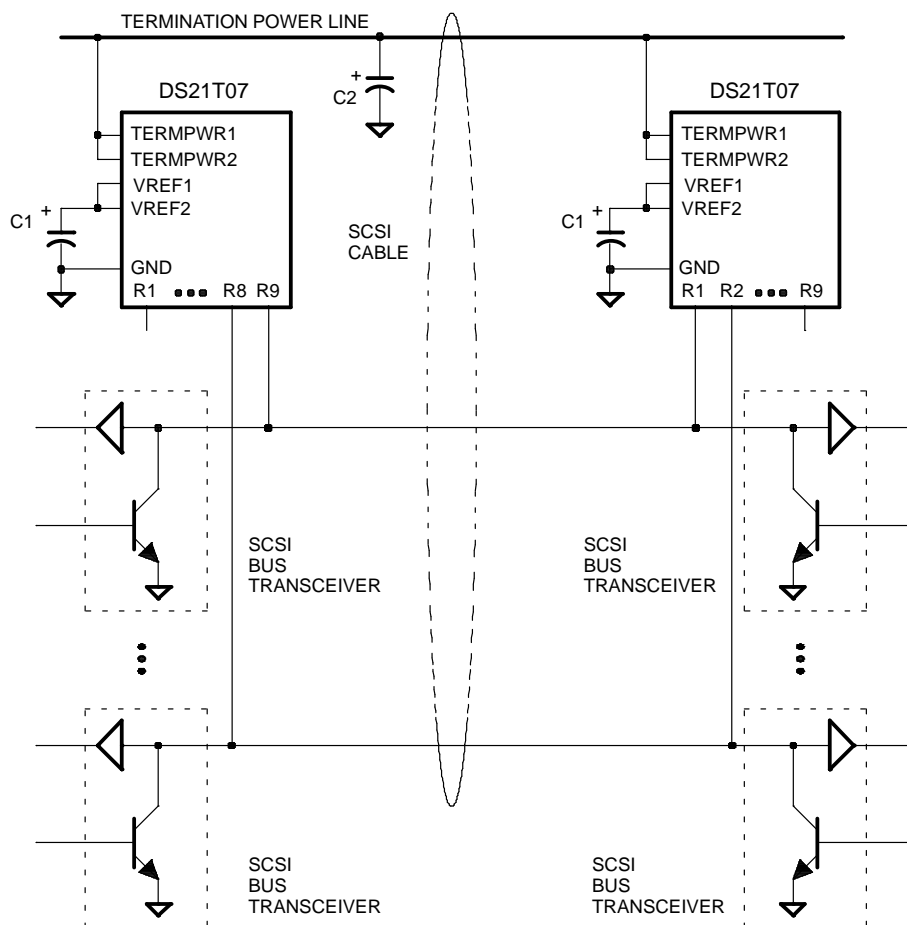 TERMINATION POWER LINE
DS21T07
TERMPWR1
TERMPWR2
VREF1
VREF2
GND
R1 R8 R9
+
C1
+
C2
SCSI
CABLE
DS21T07
TERMPWR1
TERMPWR2
VREF1
VREF2
GND
R1 R2 R9
+
C1
SCSI
BUS
TRANSCEIVER
SCSI
BUS
TRANSCEIVER
SCSI
BUS
TRANSCEIVER
SCSI
BUS
TRANSCEIVER